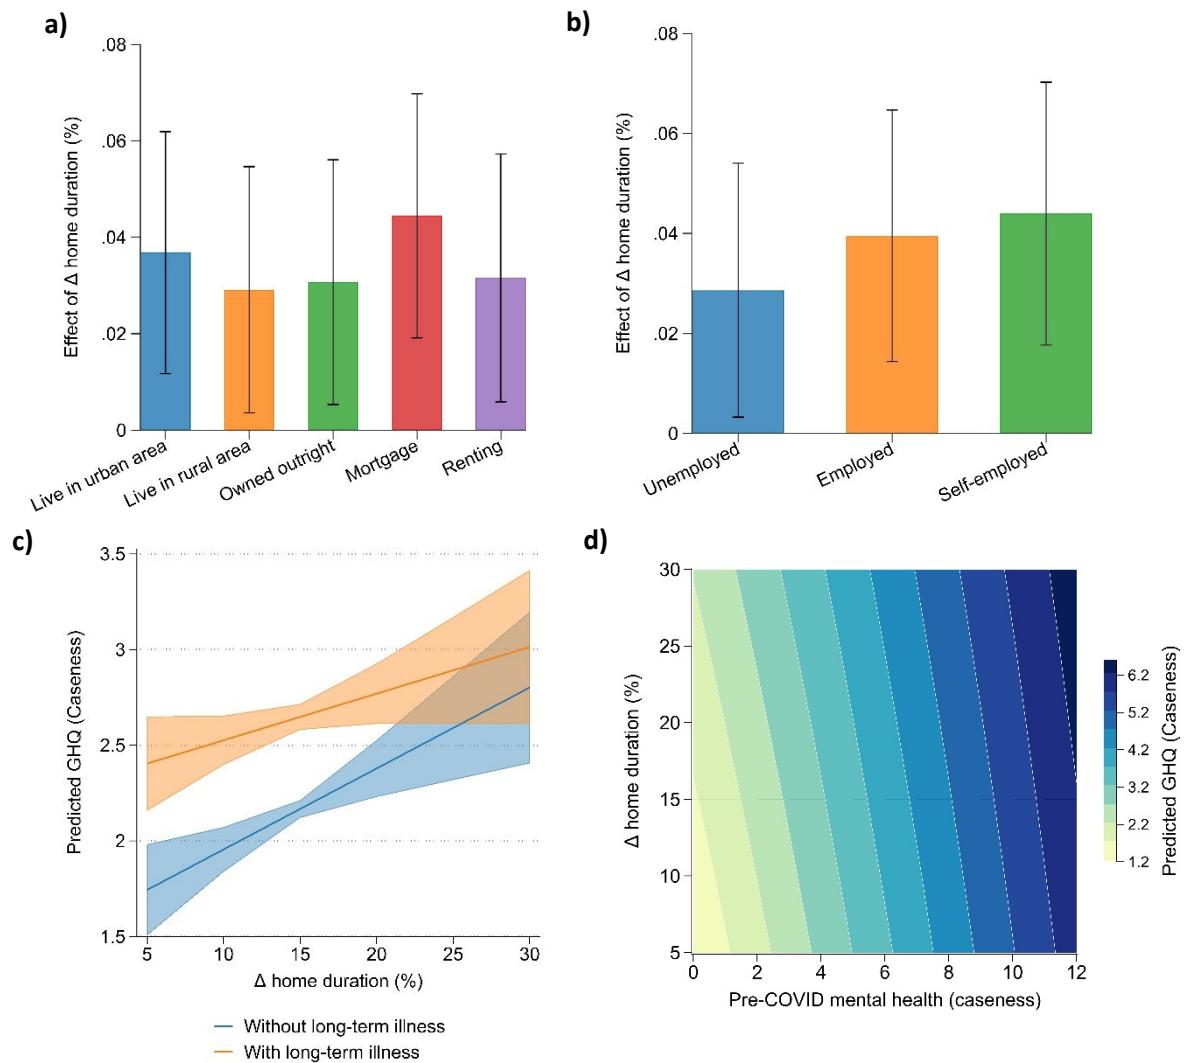 a)
.08
.06
.04
.02
0
Effect of Δ home duration (%)
Live in urban area
Live in rural area
Owned outright
Mortgage
Renting
b)
.08
.06
.04
.02
0
Effect of Δ home duration (%)
Unemployed
Employed
Self-employed
c)
3.5
3
2.5
2
1.5
Predicted GHQ (Caseness)
5 10 15 20 25 30
Δ home duration (%)
Without long-term illness
With long-term illness
d)
30
25
20
15
10
5
Δ home duration (%)
0 2 4 6 8 10 12
Pre-COVID mental health (caseness)
6.2
5.2
4.2
3.2
2.2
1.2
Predicted GHQ (Caseness)